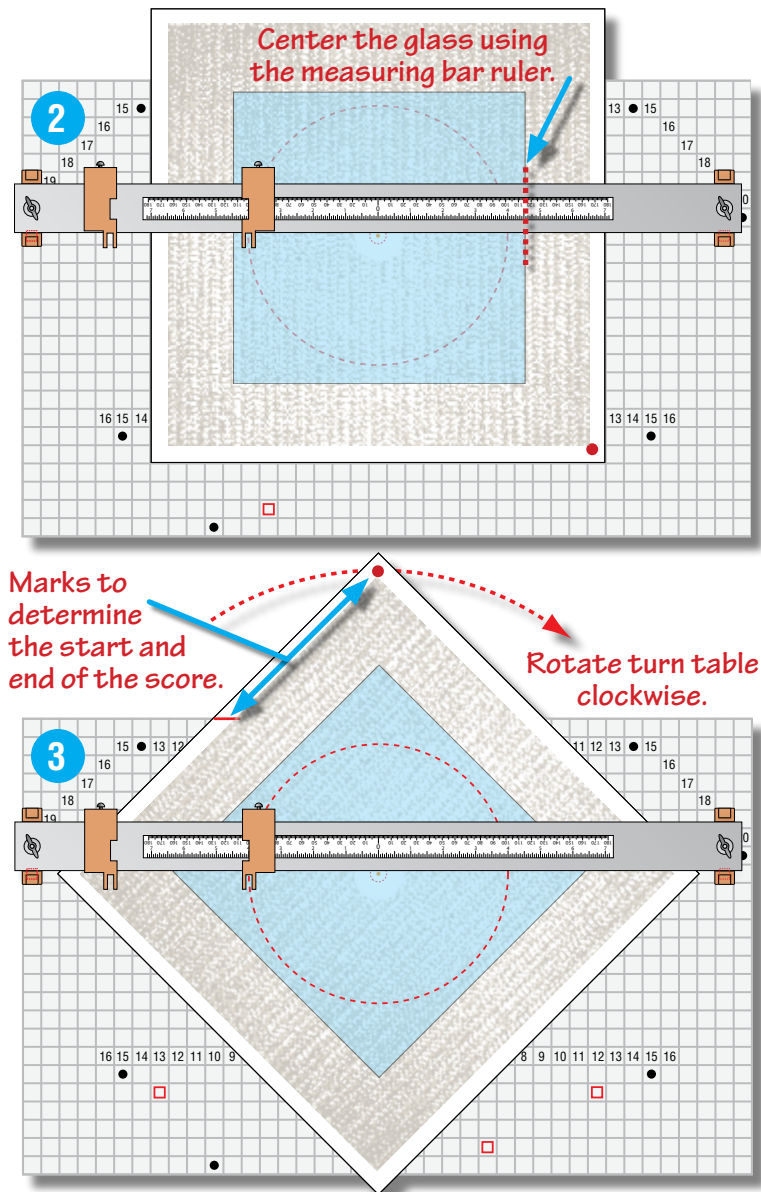 Center the glass using
the measuring bar ruler.
2
15
16
17
18
19
13 15
16
17
18
0
16 15 14
13 14 15 16
Marks to
determine
the start and
end of the score.
Rotate turn table
clockwise.
3
15 13 12
16
17
18
19
11 12 13 15
16
17
18
0
16 15 14 13 12 11 10 9
8 9 10 11 12 13 14 15 16